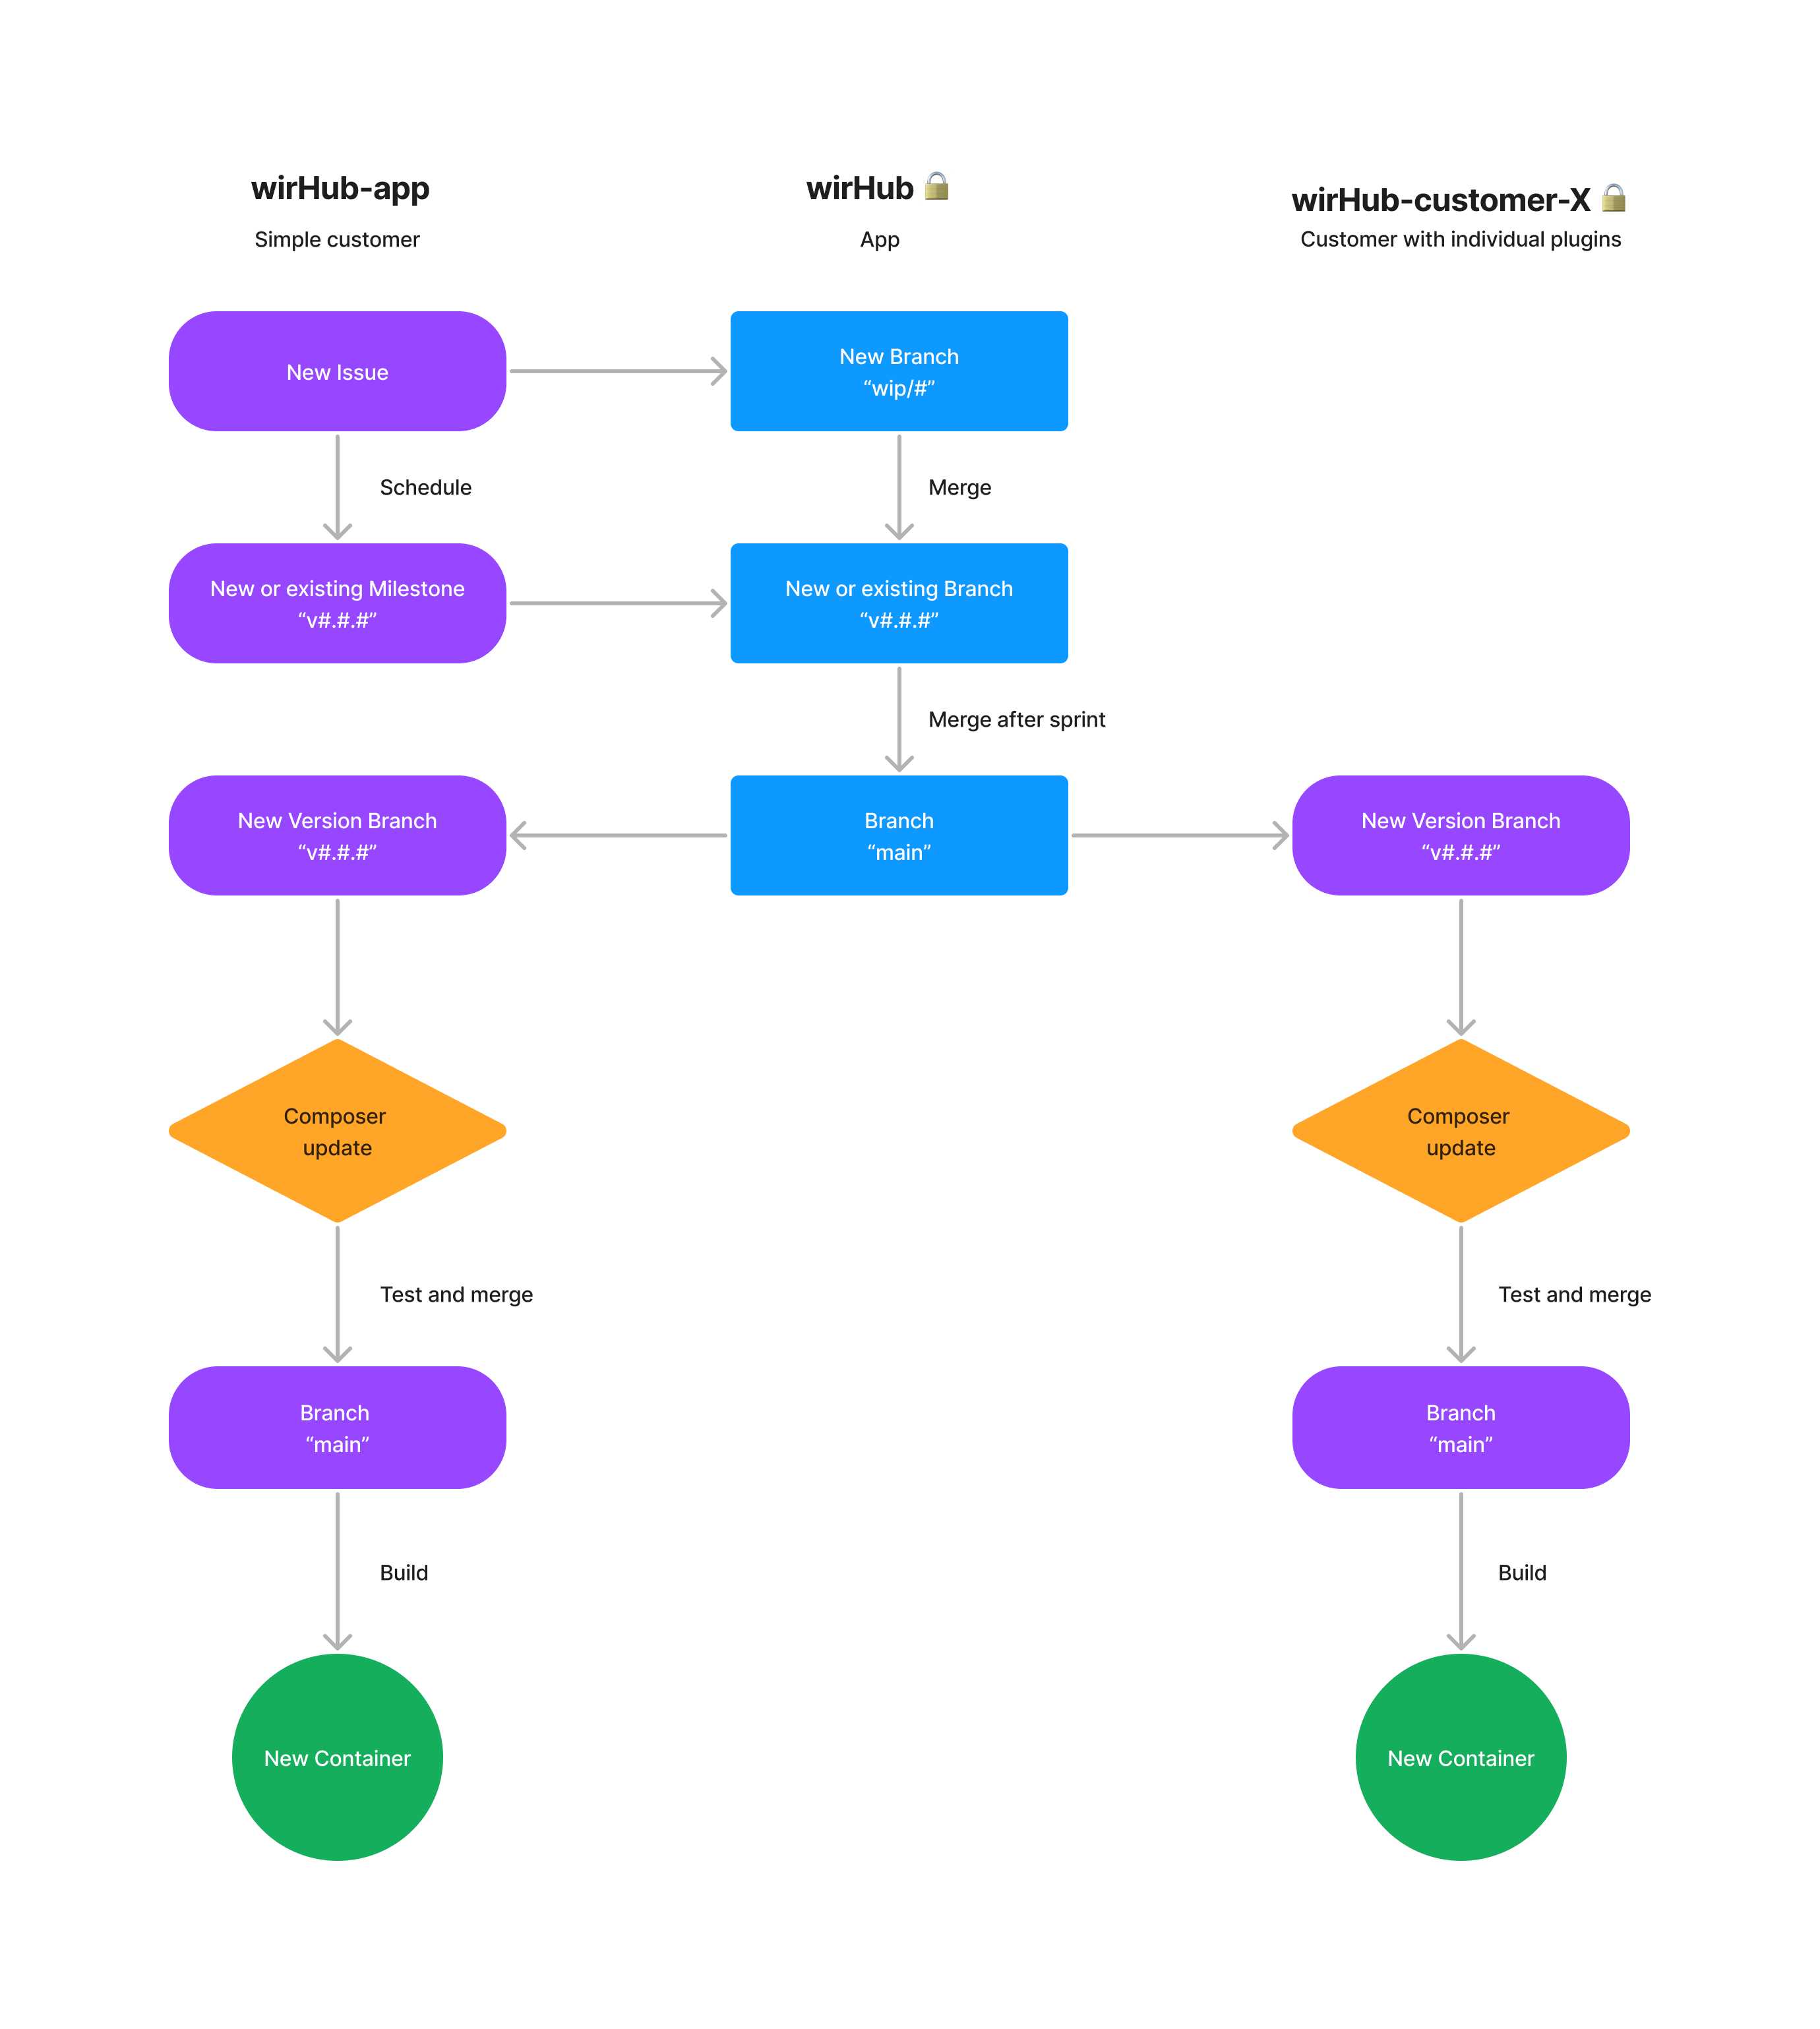 wirHub-app
Simple customer
wirHub 🔒
App
wirHub-customer-X 🔒
Customer with individual plugins
New Issue
New Branch
“wip/#”
Schedule
Merge
New or existing Milestone
“v#.#.#”
New or existing Branch
“v#.#.#”
Merge after sprint
New Version Branch
“v#.#.#”
Branch
“main”
New Version Branch
“v#.#.#”
Composer
update
Composer
update
Test and merge
Test and merge
Branch
“main”
Branch
“main”
Build
Build
New Container
New Container